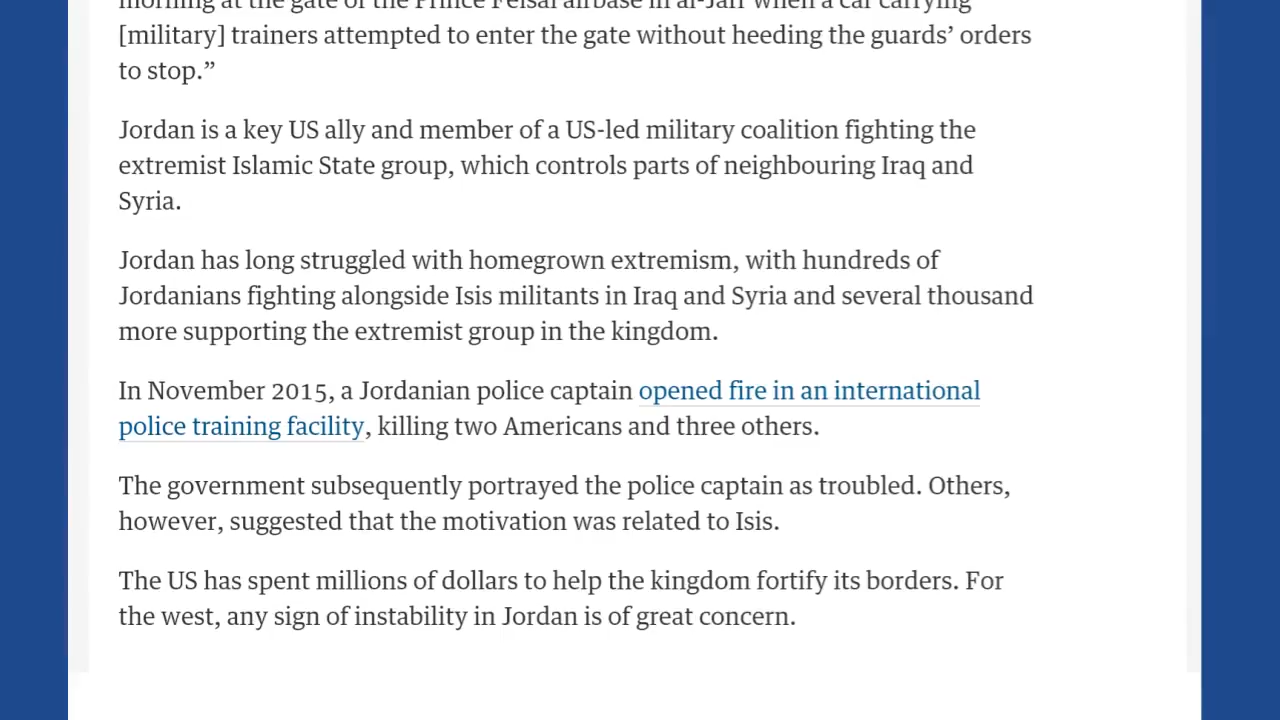 morning at the gate of the Prince Feisal airbase in al-Jafr when a car carrying
[military] trainers attempted to enter the gate without heeding the guards’ orders
to stop.”
Jordan is a key US ally and member of a US-led military coalition fighting the
extremist Islamic State group, which controls parts of neighbouring Iraq and
Syria.
Jordan has long struggled with homegrown extremism, with hundreds of
Jordanians fighting alongside Isis militants in Iraq and Syria and several thousand
more supporting the extremist group in the kingdom.
In November 2015, a Jordanian police captain opened fire in an international
police training facility, killing two Americans and three others.
The government subsequently portrayed the police captain as troubled. Others,
however, suggested that the motivation was related to Isis.
The US has spent millions of dollars to help the kingdom fortify its borders. For
the west, any sign of instability in Jordan is of great concern.